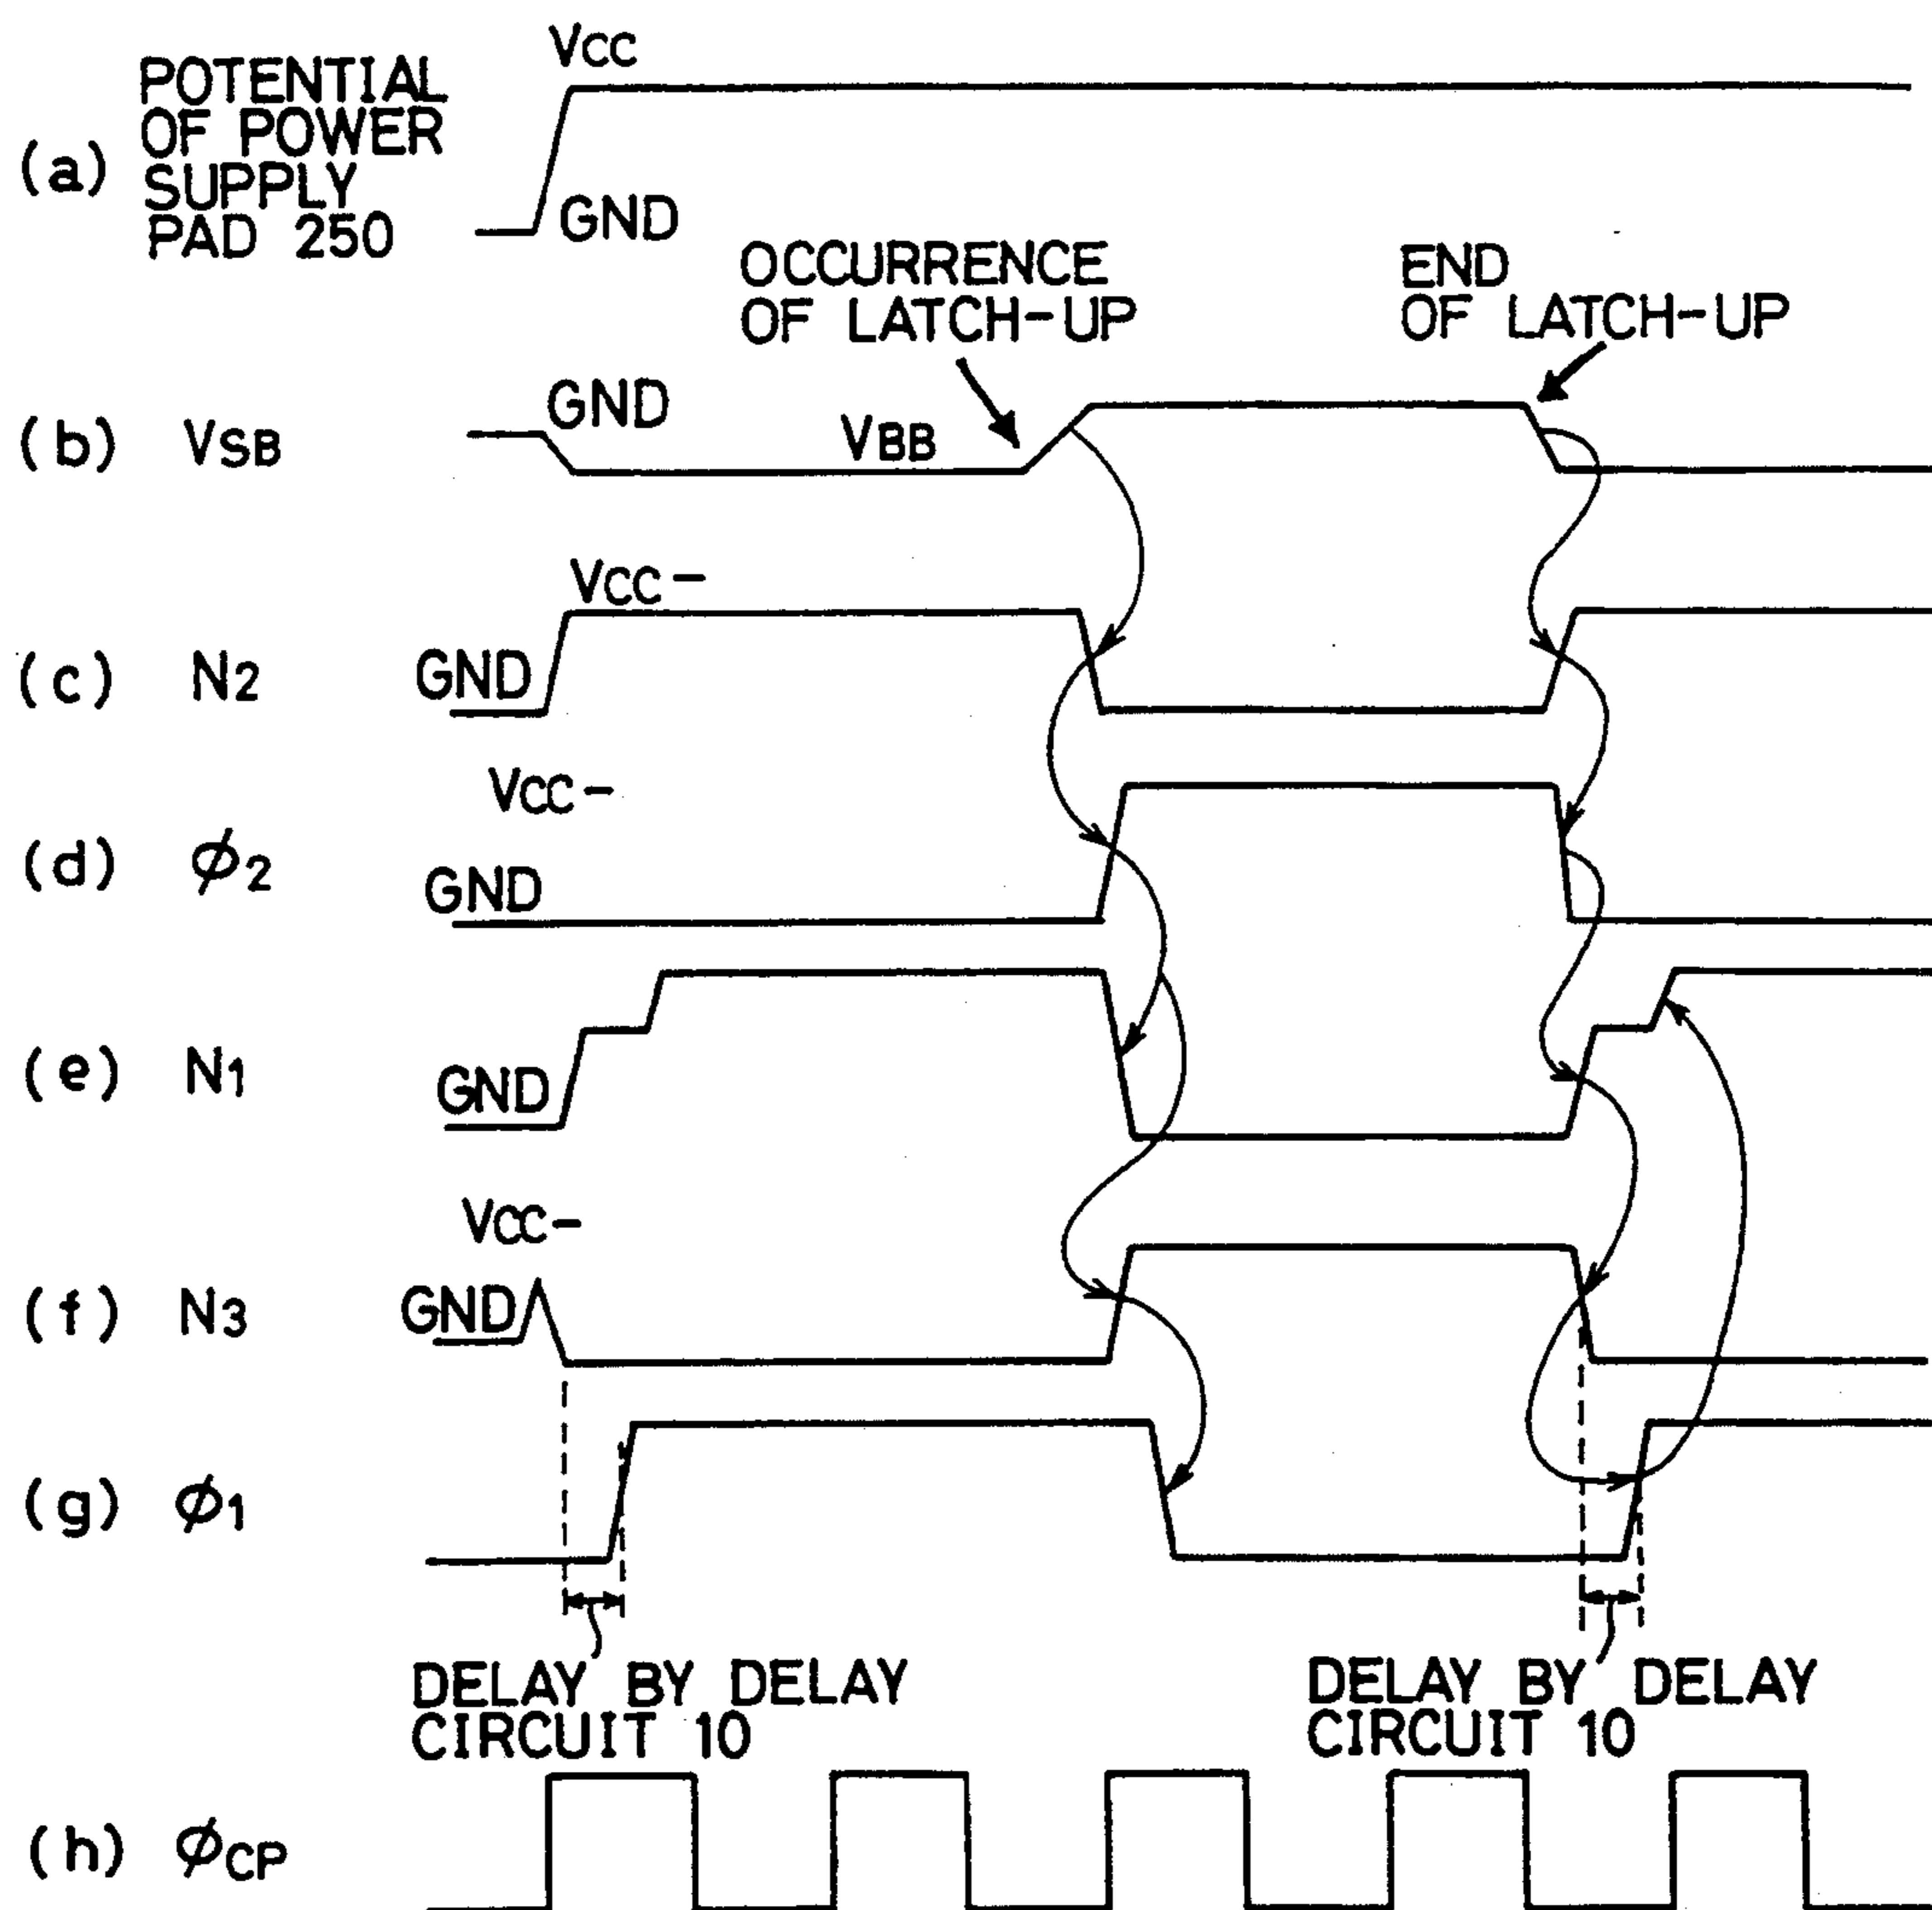 VCC
(a) POTENTIAL
OF POWER
SUPPLY
PAD 250
GND
OCCURRENCE
OF LATCH-UP
END
OF LATCH-UP
(b) VSB
GND
VBB
VCC-
(c) N2
GND
VCC-
(d) ϕ2
GND
(e) N1
GND
VCC-
(f) N3
GND
(g) ϕ1
DELAY BY DELAY
CIRCUIT 10
DELAY BY DELAY
CIRCUIT 10
(h) ϕCP